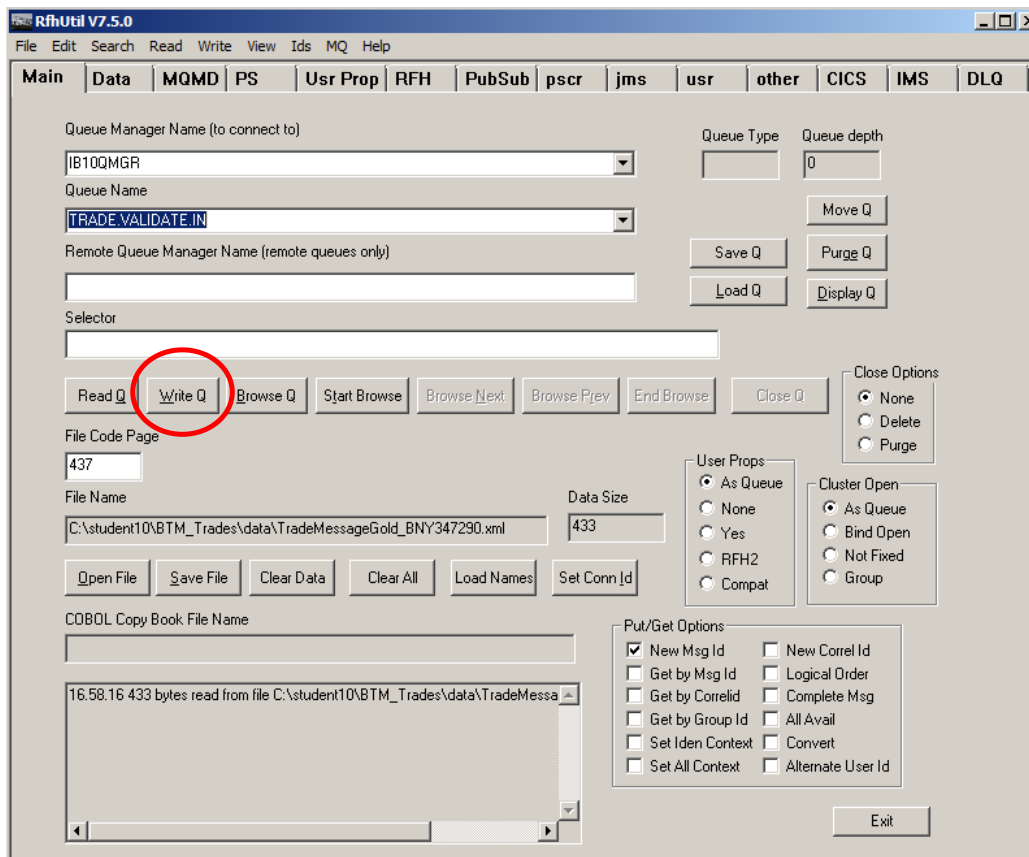 RfhUtil V7.5.0
File Edit Search Read Write View Ids MQ Help
Main Data MQMD PS Usr Prop RFH PubSub pscr jms usr other CICS IMS DLQ
Queue Manager Name (to connect to)
Queue Type Queue depth
IB10QMGR
0
Queue Name
TRADE.VALIDATE.IN
Move Q
Remote Queue Manager Name (remote queues only)
Save Q Purge Q
Load Q Display Q
Selector
Read Q Write Q Browse Q Start Browse Browse Next Browse Prev End Browse Close Q
Close Options
None
Delete
Purge
File Code Page
437
User Props
As Queue
None
Yes
RFH2
Compat
Cluster Open
As Queue
Bind Open
Not Fixed
Group
File Name
Data Size
C:\student10\BTM_Trades\data\TradeMessageGold_BNY347290.xml
433
Open File Save File Clear Data Clear All Load Names Set Conn Id
COBOL Copy Book File Name
Put/Get Options
New Msg Id New Correl Id
Get by Msg Id Logical Order
Get by Correlid Complete Msg
Get by Group Id All Avail
Set Iden Context Convert
Set All Context Alternate User Id
16.58.16 433 bytes read from file C:\student10\BTM_Trades\data\TradeMessa
Exit